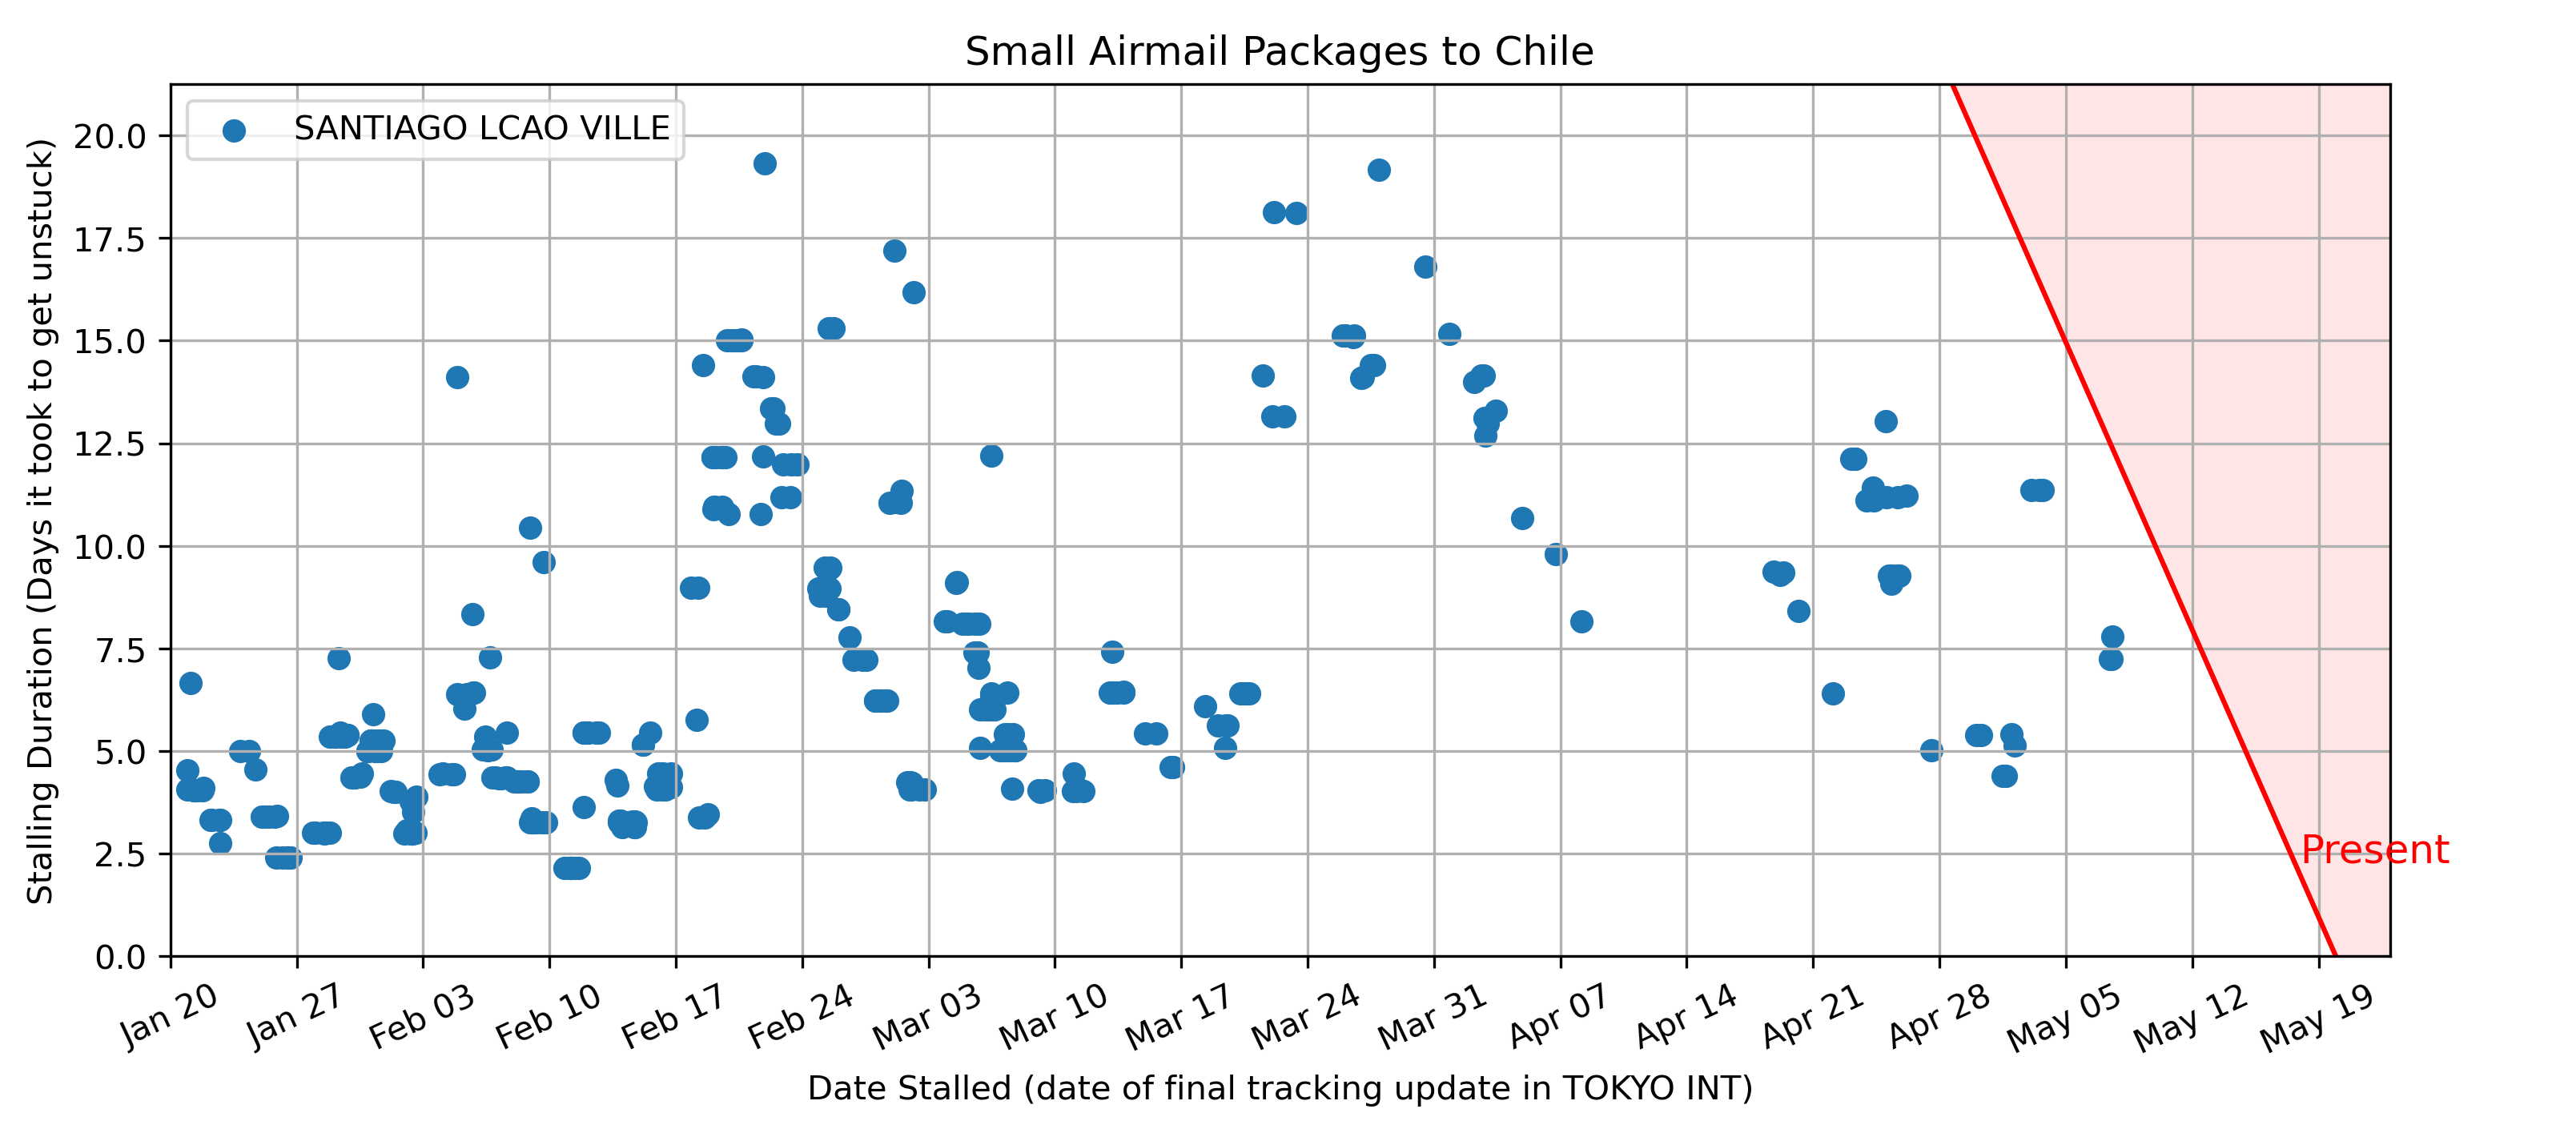 Small Airmail Packages to Chile
SANTIAGO LCAO VILLE
Stalling Duration (Days it took to get unstuck)
20.0
17.5
15.0
12.5
10.0
7.5
5.0
2.5
0.0
Present
Jan 20
Jan 27
Feb 03
Feb 10
Feb 17
Feb 24
Mar 03
Mar 10
Mar 17
Mar 24
Mar 31
Apr 07
Apr 14
Apr 21
Apr 28
May 05
May 12
May 19
Date Stalled (date of final tracking update in TOKYO INT)